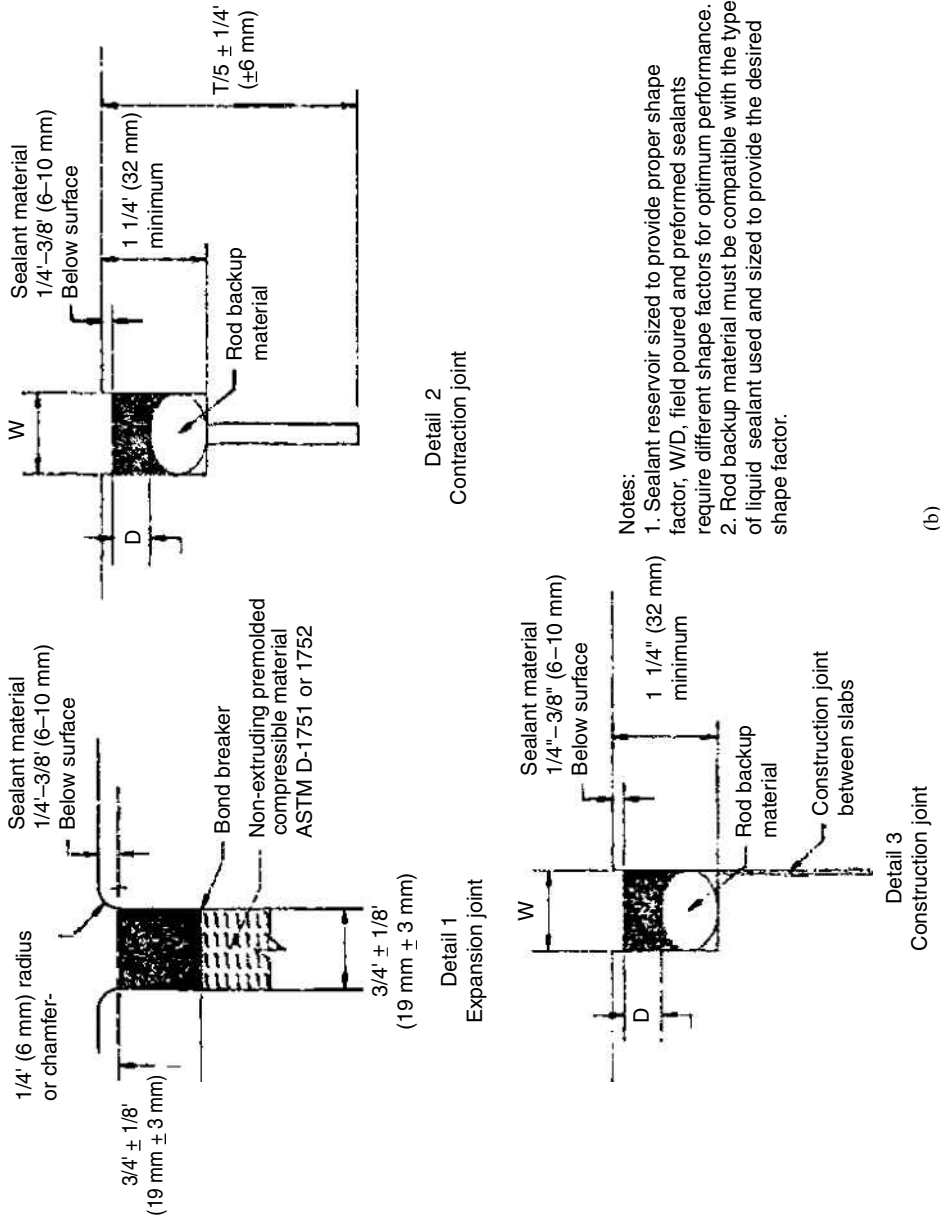 1/4' (6 mm) radius
or chamfer
Sealant material
1/4'–3/8' (6–10 mm)
Below surface
3/4' ± 1/8'
(19 mm ± 3 mm)
Bond breaker
Non-extruding premolded
compressible material
ASTM D-1751 or 1752
3/4' ± 1/8'
(19 mm ± 3 mm)
Detail 1
Expansion joint
W
Sealant material
1/4'–3/8' (6–10 mm)
Below surface
1 1/4' (32 mm)
minimum
T/5 ± 1/4'
(±6 mm)
D
Rod backup
material
Detail 2
Contraction joint
W
Sealant material
1/4"–3/8" (6–10 mm)
Below surface
1 1/4" (32 mm)
minimum
D
Rod backup
material
Construction joint
between slabs
Detail 3
Construction joint
Notes:
1. Sealant reservoir sized to provide proper shape
factor, W/D, field poured and preformed sealants
require different shape factors for optimum performance.
2. Rod backup material must be compatible with the type
of liquid sealant used and sized to provide the desired
shape factor.
(b)